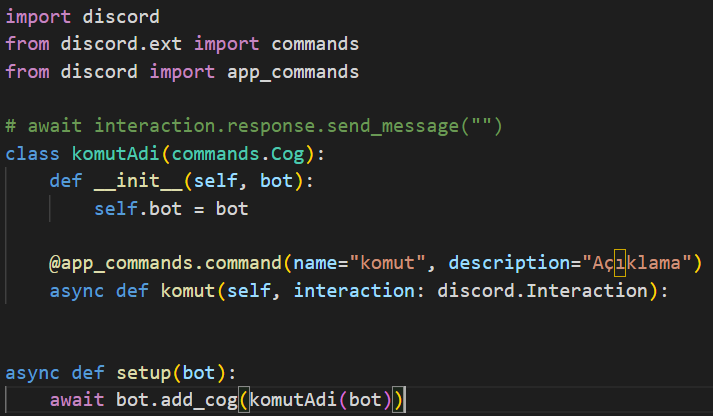 import discord
from discord.ext import commands
from discord import app_commands

# await interaction.response.send_message("")
class komutAdi(commands.Cog):
    def __init__(self, bot):
        self.bot = bot

    @app_commands.command(name="komut", description="Açıklama")
    async def komut(self, interaction: discord.Interaction):


async def setup(bot):
    await bot.add_cog(komutAdi(bot))